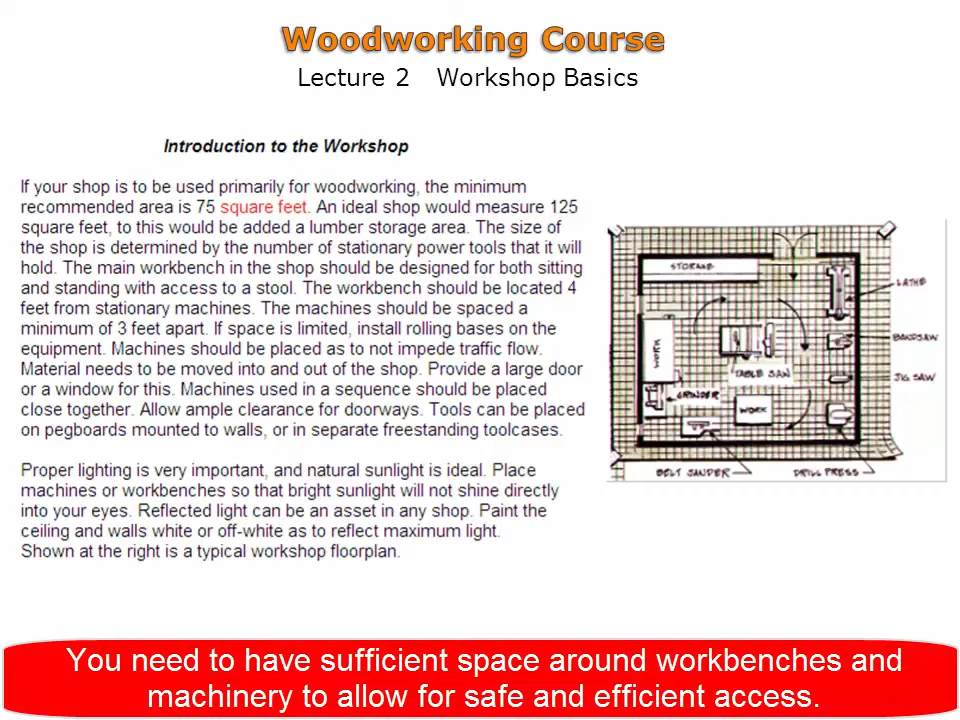 Woodworking Course
Lecture 2 Workshop Basics
Introduction to the Workshop
If your shop is to be used primarily for woodworking, the minimum
recommended area is 75 square feet. An ideal shop would measure 125
square feet, to this would be added a lumber storage area. The size of
the shop is determined by the number of stationary power tools that it will
hold. The main workbench in the shop should be designed for both sitting
and standing with access to a stool. The workbench should be located 4
feet from stationary machines. The machines should be spaced a
minimum of 3 feet apart. If space is limited, install rolling bases on the
equipment. Machines should be placed as to not impede traffic flow.
Material needs to be moved into and out of the shop. Provide a large door
or a window for this. Machines used in a sequence should be placed
close together. Allow ample clearance for doorways. Tools can be placed
on pegboards mounted to walls, or in separate freestanding toolcases.
Proper lighting is very important, and natural sunlight is ideal. Place
machines or workbenches so that bright sunlight will not shine directly
into your eyes. Reflected light can be an asset in any shop. Paint the
ceiling and walls white or off-white as to reflect maximum light.
Shown at the right is a typical workshop floorplan.
STORAGE
LATHE
BANDSAW
WORK
TABLE SAW
JIG SAW
GRINDER
WORK
BELT SANDER
DRILL PRESS
You need to have sufficient space around workbenches and
machinery to allow for safe and efficient access.